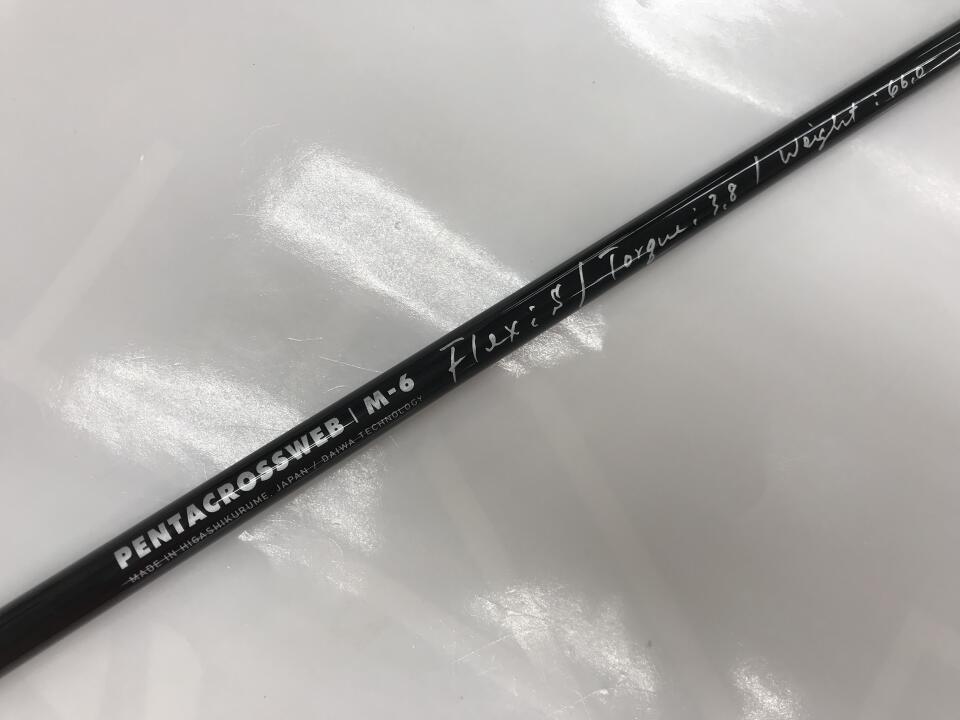 PENTACROSSWEB | M-6 Flex: S / Torque: 3.8 / Weight: 66.0
MADE IN HIGASHIKURUME, JAPAN / DAIWA TECHNOLOGY